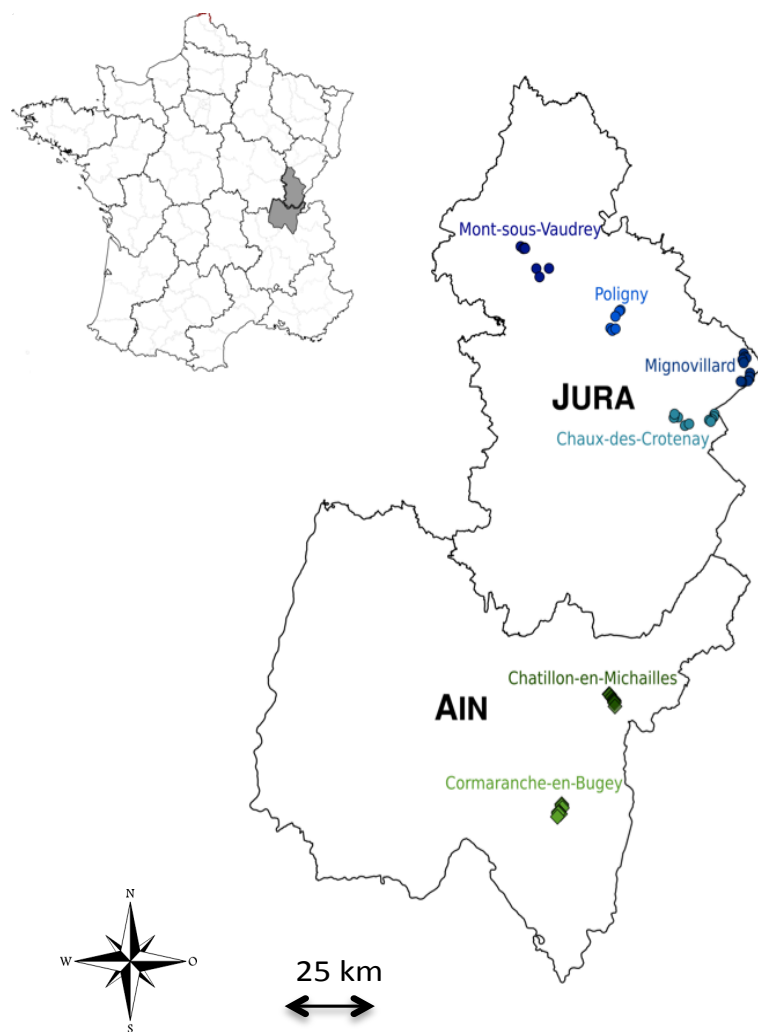 Mont-sous-Vaudrey
Poligny
Mignovillard
JURA
Chaux-des-Crotenay
Chatillon-en-Michailles
AIN
Cormaranche-en-Bugey
N
W
O
S
25 km